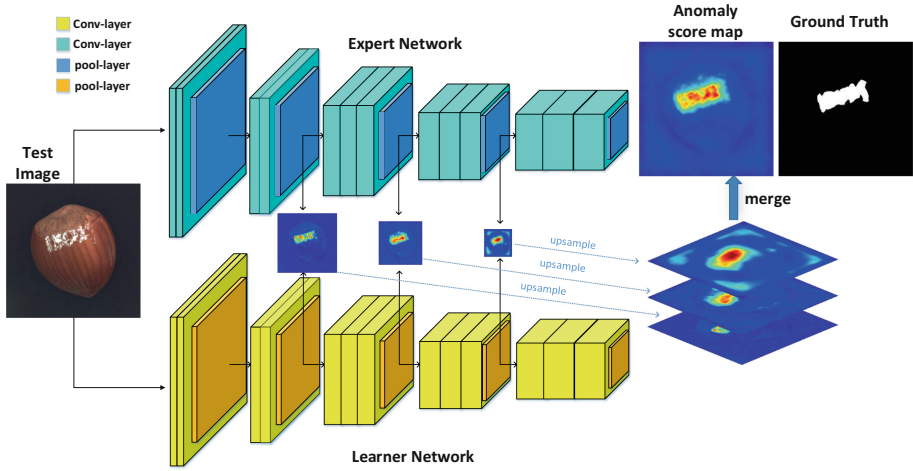 Conv-layer
Conv-layer
pool-layer
pool-layer
Expert Network
Anomaly
score map
Ground Truth
Test
Image
merge
upsample
upsample
upsample
Learner Network